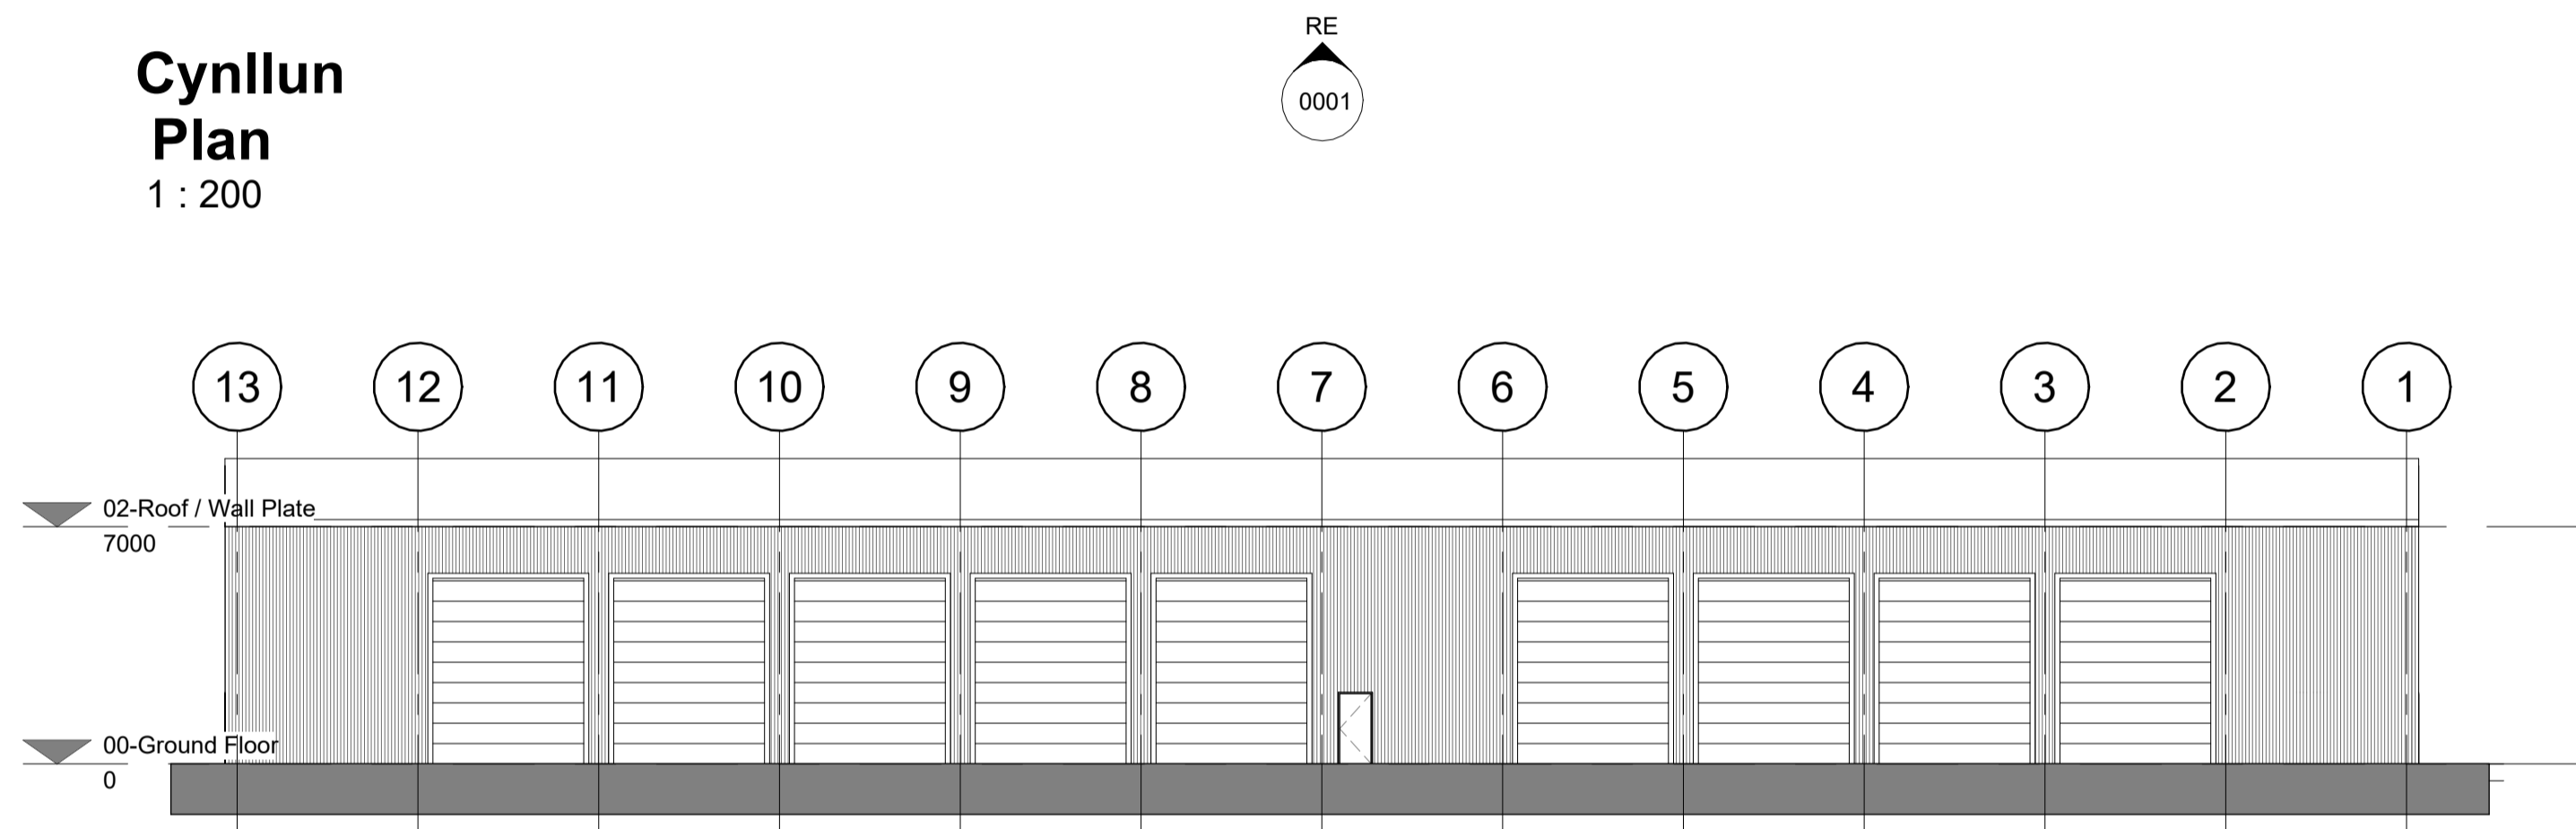 RE
0001
Cynllun
Plan
1 : 200
13 12 11 10 9 8 7 6 5 4 3 2 1
02-Roof / Wall Plate
7000
00-Ground Floor
0